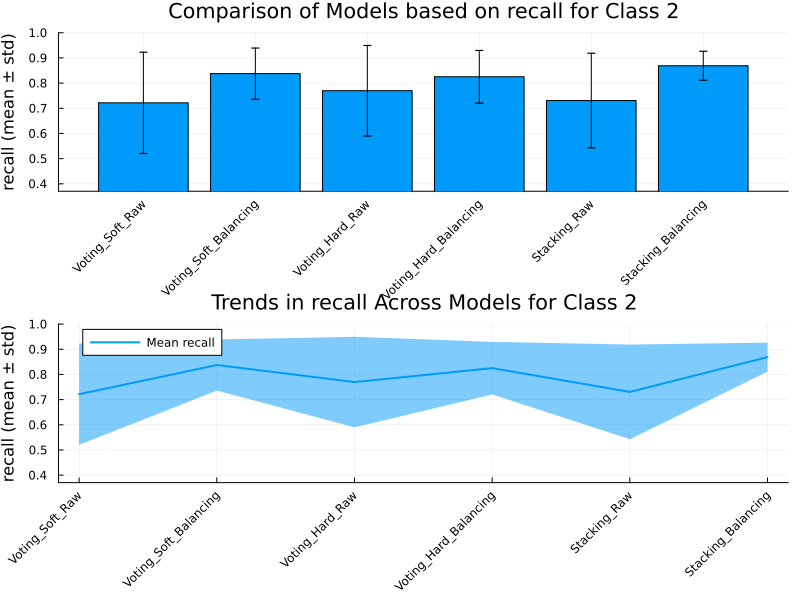 Comparison of Models based on recall for Class 2
recall (mean ± std)
1.0
0.9
0.8
0.7
0.6
0.5
0.4
Voting_Soft_Raw
Voting_Soft_Balancing
Voting_Hard_Raw
Voting_Hard_Balancing
Stacking_Raw
Stacking_Balancing
Trends in recall Across Models for Class 2
recall (mean ± std)
1.0
0.9
0.8
0.7
0.6
0.5
0.4
Mean recall
Voting_Soft_Raw
Voting_Soft_Balancing
Voting_Hard_Raw
Voting_Hard_Balancing
Stacking_Raw
Stacking_Balancing